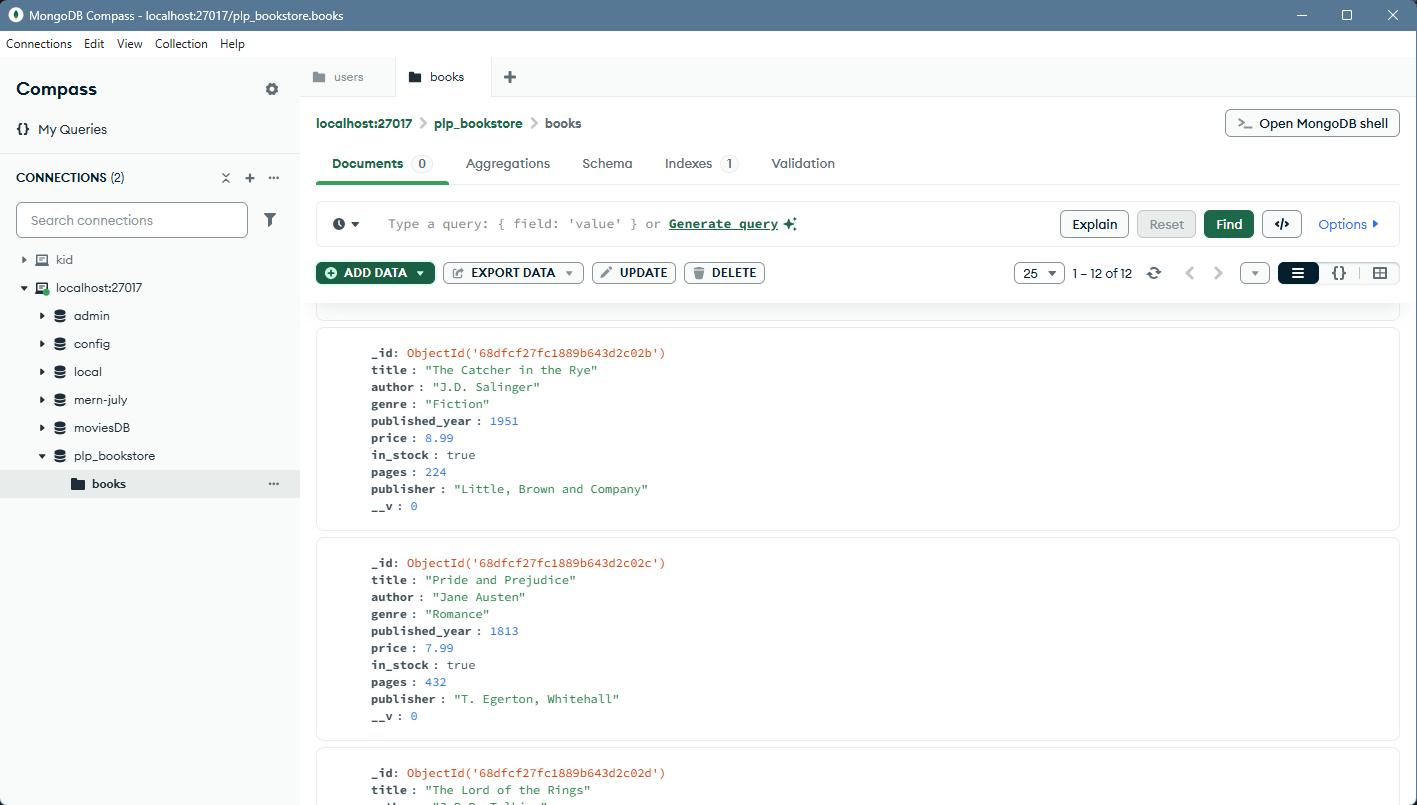 MongoDB Compass - localhost:27017/plp_bookstore.books
Connections Edit View Collection Help
Compass
My Queries
CONNECTIONS (2)
Search connections
kid
localhost:27017
admin
config
local
mern-july
moviesDB
plp_bookstore
books
users
books
localhost:27017 > plp_bookstore > books
>_ Open MongoDB shell
Documents 0 Aggregations Schema Indexes 1 Validation
Type a query: { field: 'value' } or Generate query
Explain Reset Find </> Options
ADD DATA EXPORT DATA UPDATE DELETE
25 1 – 12 of 12 {}
_id: ObjectId('68dfcf27fc1889b643d2c02b')
title : "The Catcher in the Rye"
author : "J.D. Salinger"
genre : "Fiction"
published_year : 1951
price : 8.99
in_stock : true
pages : 224
publisher : "Little, Brown and Company"
__v : 0
_id: ObjectId('68dfcf27fc1889b643d2c02c')
title : "Pride and Prejudice"
author : "Jane Austen"
genre : "Romance"
published_year : 1813
price : 7.99
in_stock : true
pages : 432
publisher : "T. Egerton, Whitehall"
__v : 0
_id: ObjectId('68dfcf27fc1889b643d2c02d')
title : "The Lord of the Rings"